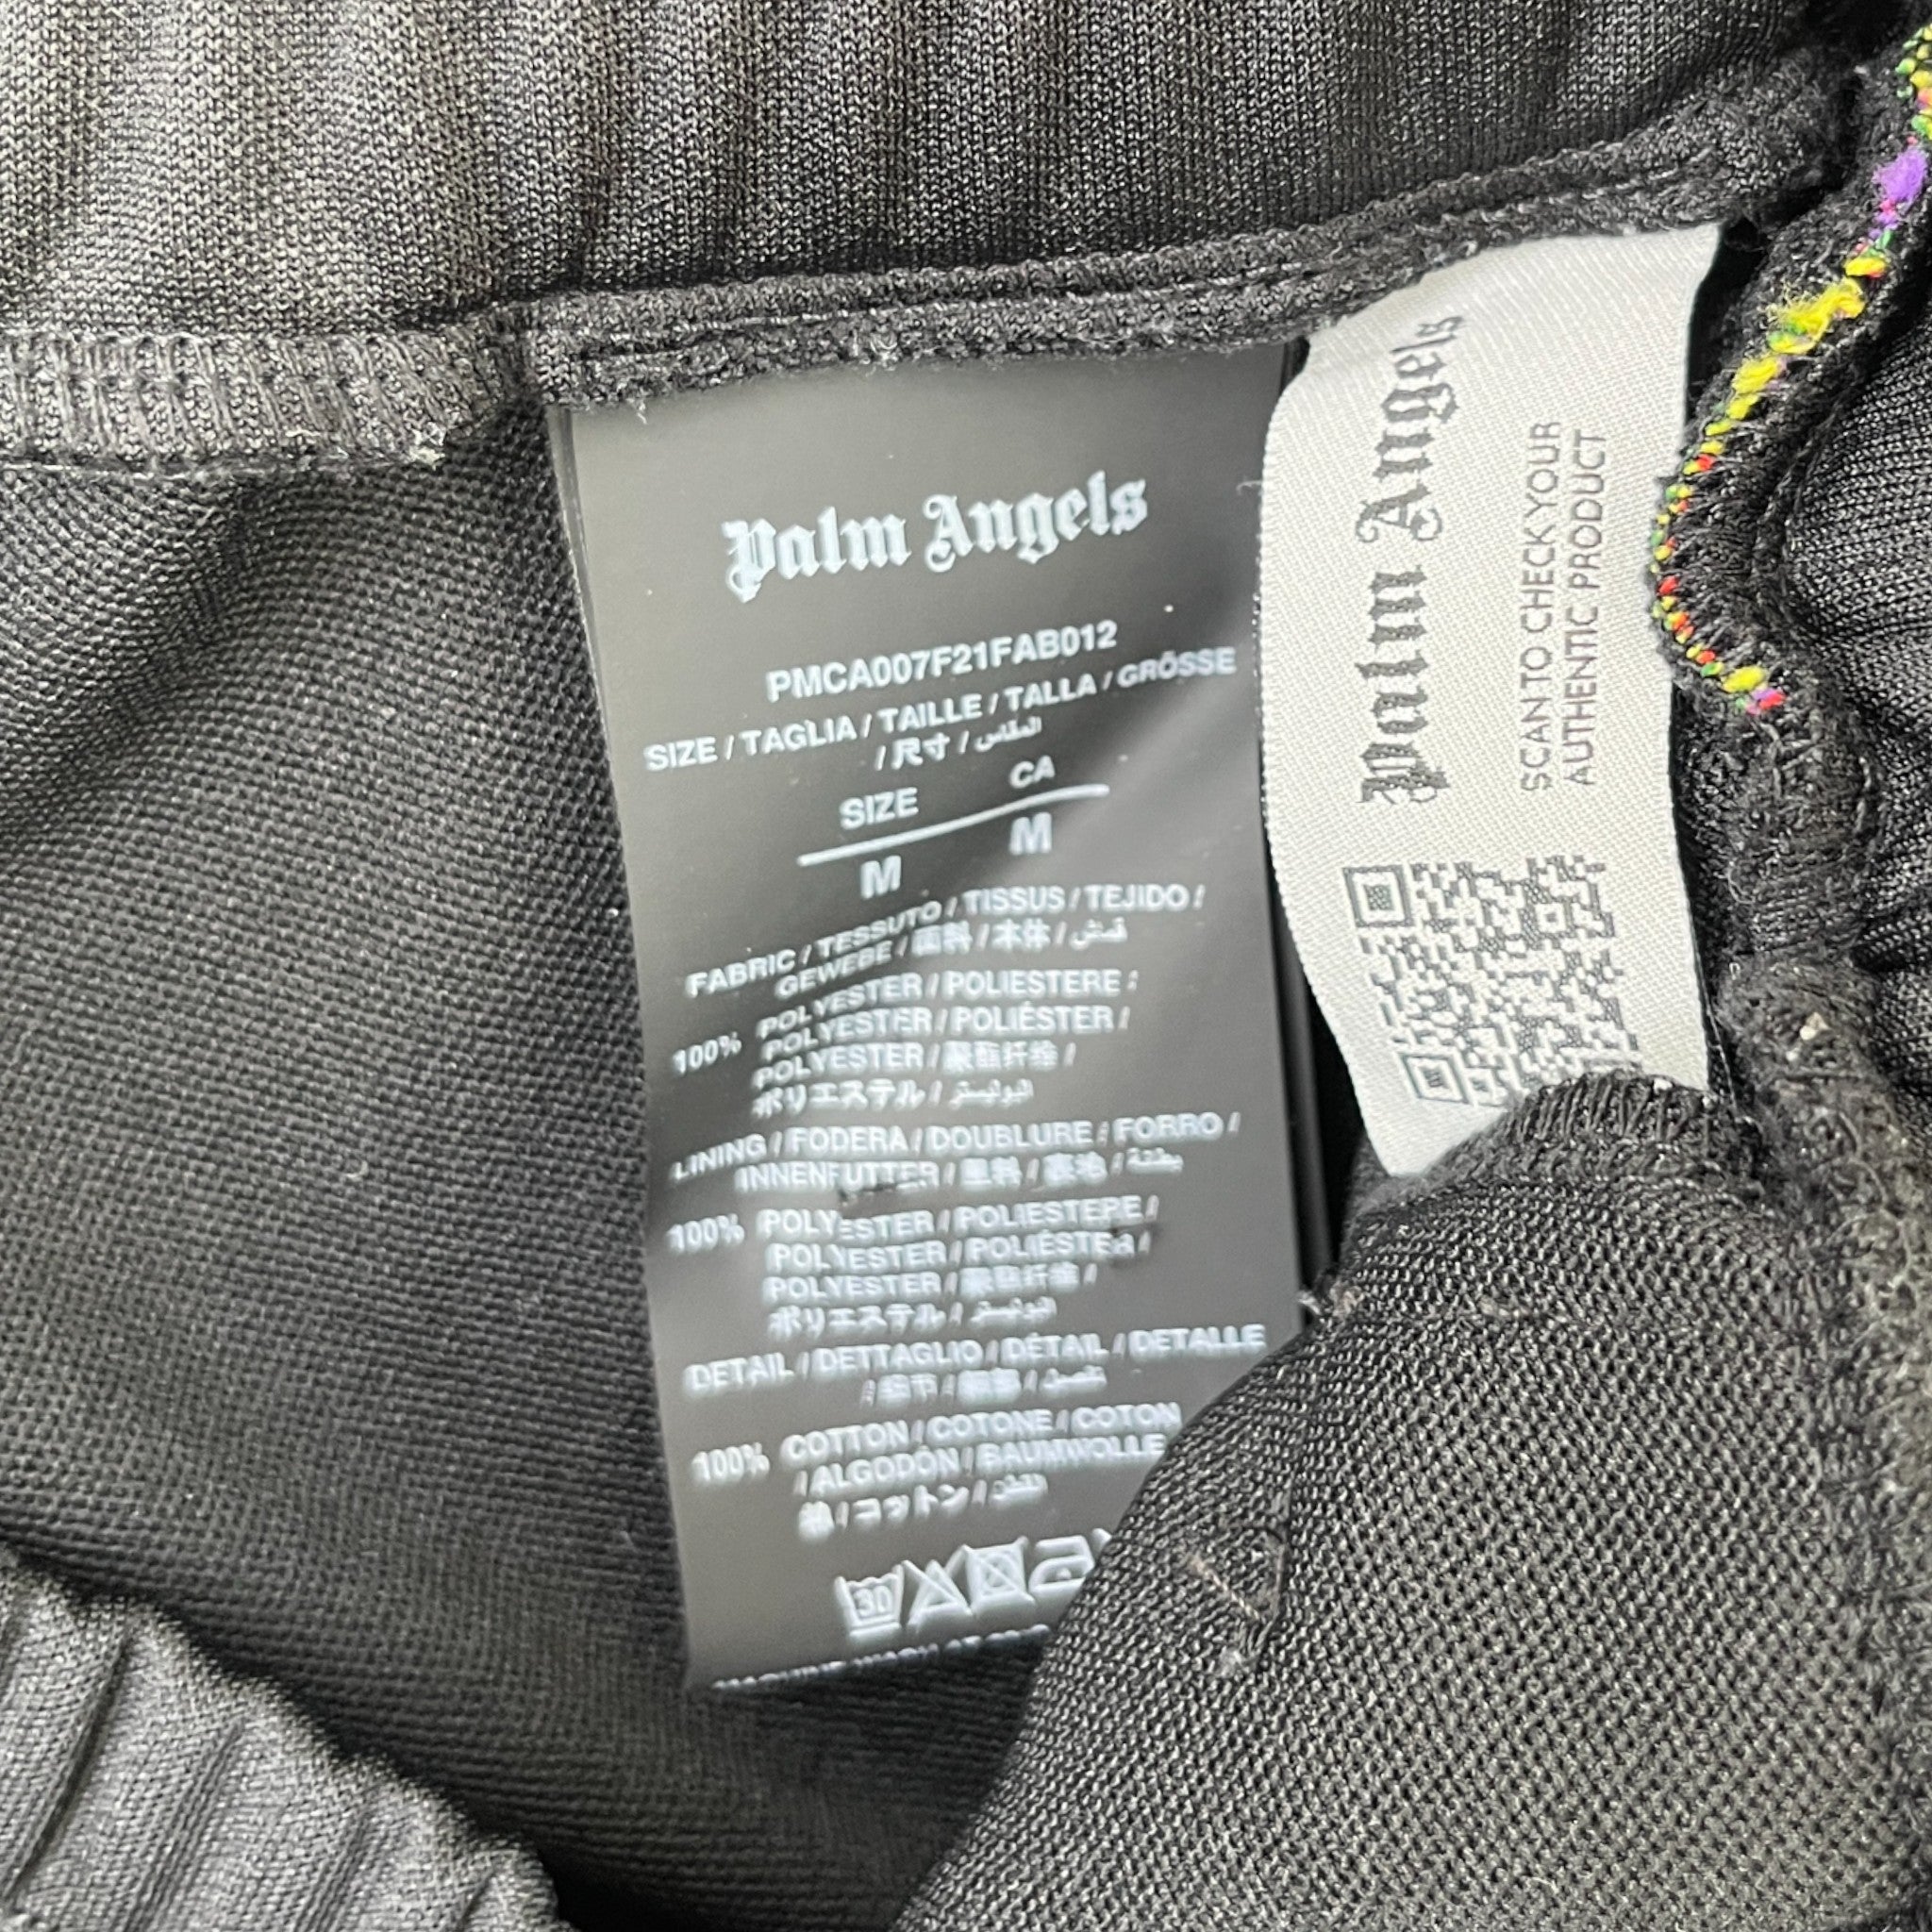 Palm Angels
PMCA007F21FAB012
SIZE / TAGLIA / TAILLE / TALLA / GRÖSSE
/ 尺寸 / المقاس
SIZE CA
M M
FABRIC / TESSUTO / TISSUS / TEJIDO /
GEWEBE / 面料 / 本体 / قماش
100% POLYESTER / POLIESTERE /
POLYESTER / POLIÉSTER /
POLYESTER / 聚酯纤维 /
ポリエステル / البوليستر
LINING / FODERA / DOUBLURE / FORRO /
INNENFUTTER / 里料 / 裏地 / بطانة
100% POLYESTER / POLIESTERE /
POLYESTER / POLIÉSTER /
POLYESTER / 聚酯纤维 /
ポリエステル / البوليستر
DETAIL / DETTAGLIO / DÉTAIL / DETALLE
/ 细节 /
100% COTTON / COTONE / COTON
/ ALGODÓN / BAUMWOLLE
棉 / コットン /
30
MACHINE WASH AT
Palm Angels
SCAN TO CHECK YOUR
AUTHENTIC PRODUCT